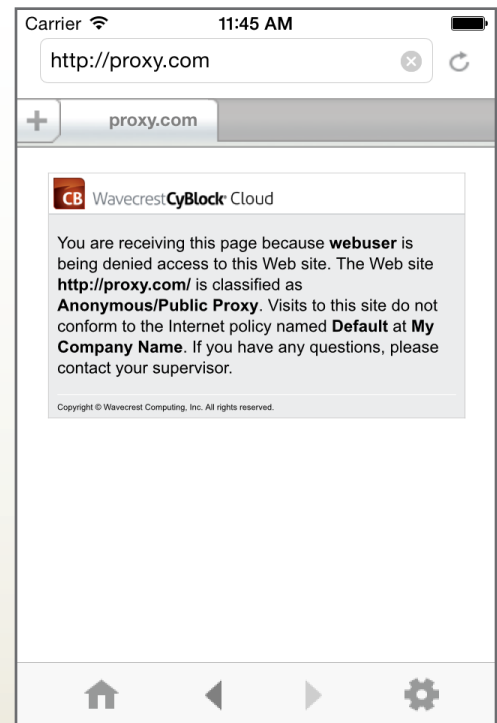 Carrier 11:45 AM
http://proxy.com
proxy.com
CB Wavecrest CyBlock® Cloud
You are receiving this page because webuser is
being denied access to this Web site. The Web site
http://proxy.com/ is classified as
Anonymous/Public Proxy. Visits to this site do not
conform to the Internet policy named Default at My
Company Name. If you have any questions, please
contact your supervisor.
Copyright © Wavecrest Computing, Inc. All rights reserved.